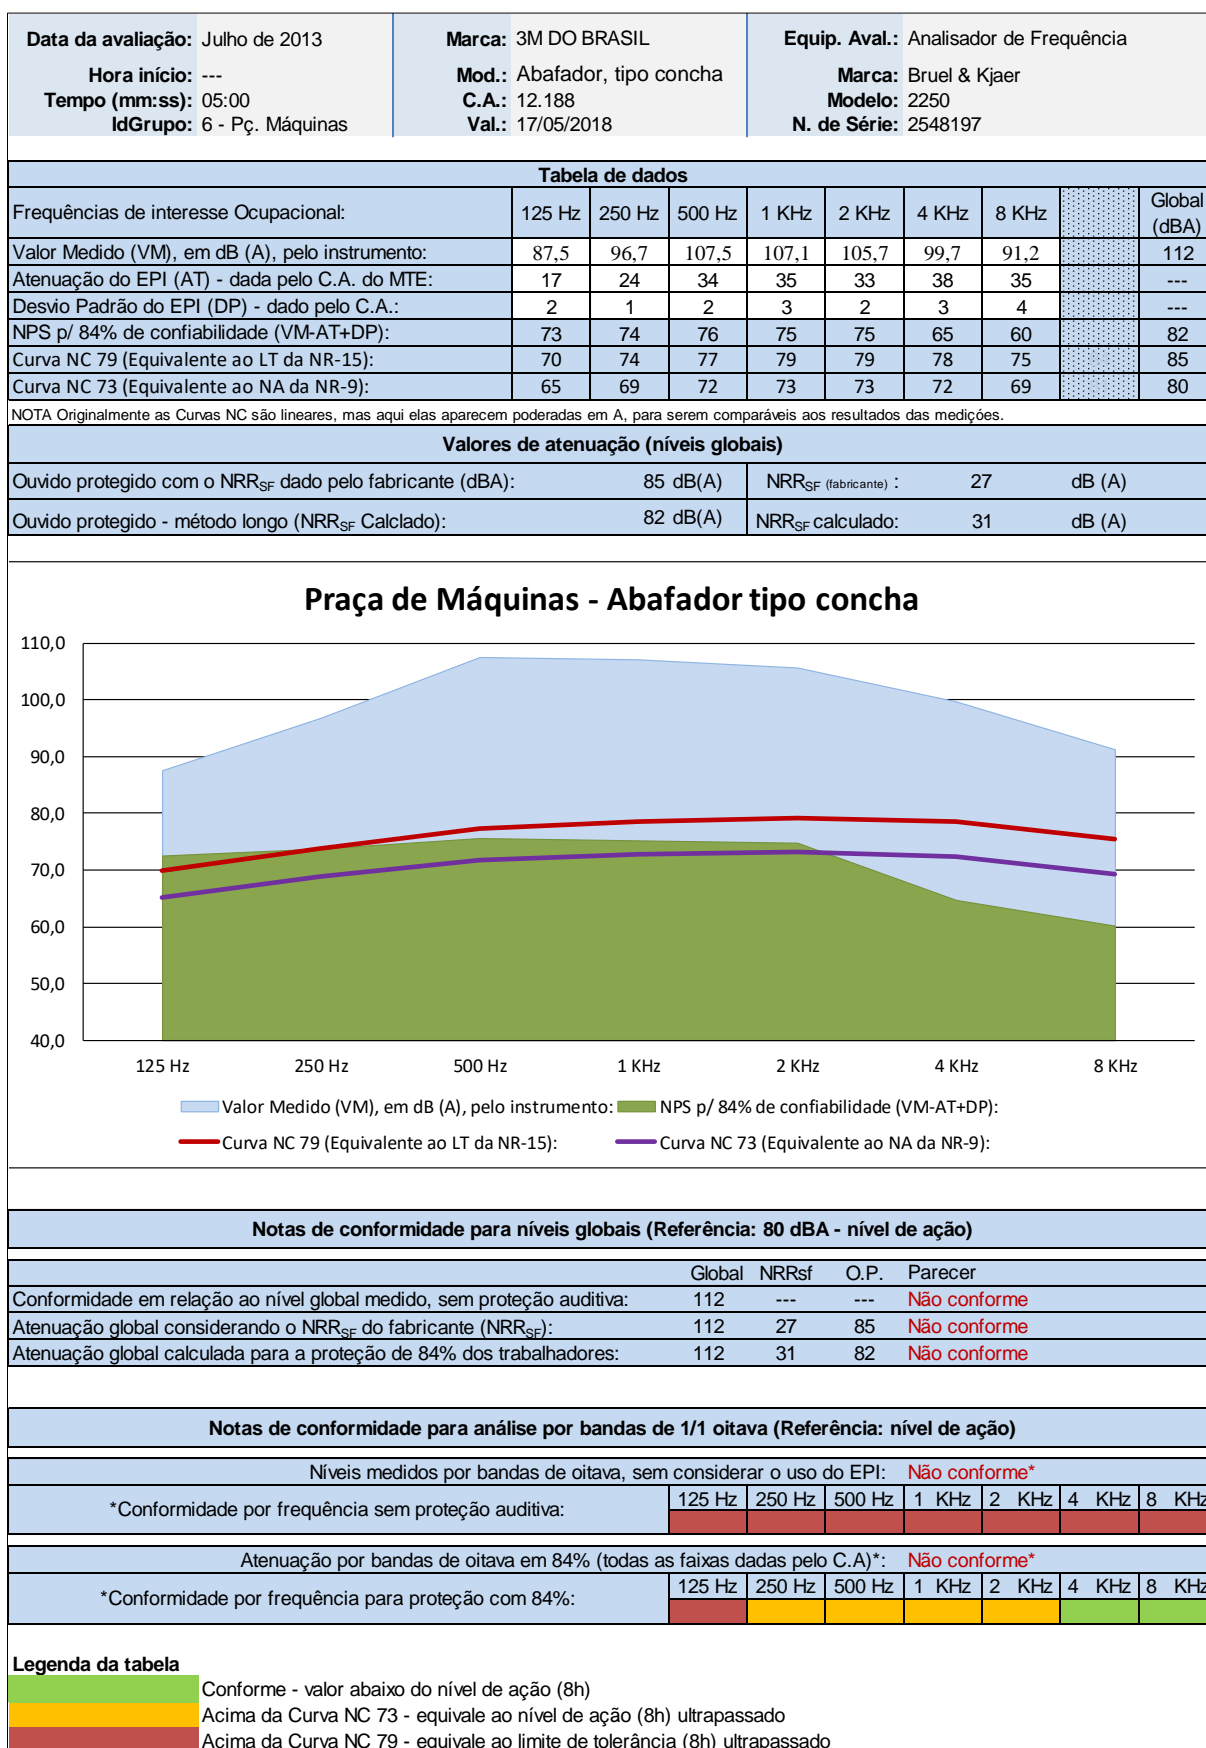 Data da avaliação: Julho de 2013 Marca: 3M DO BRASIL Equip. Aval.: Analisador de Frequência
Hora início: --- Mod.: Abafador, tipo concha Marca: Bruel & Kjaer
Tempo (mm:ss): 05:00 C.A.: 12.188 Modelo: 2250
IdGrupo: 6 - Pç. Máquinas Val.: 17/05/2018 N. de Série: 2548197
Tabela de dados
Frequências de interesse Ocupacional: 125 Hz 250 Hz 500 Hz 1 KHz 2 KHz 4 KHz 8 KHz Global (dBA)
Valor Medido (VM), em dB (A), pelo instrumento: 87,5 96,7 107,5 107,1 105,7 99,7 91,2 112
Atenuação do EPI (AT) - dada pelo C.A. do MTE: 17 24 34 35 33 38 35 ---
Desvio Padrão do EPI (DP) - dado pelo C.A.: 2 1 2 3 2 3 4 ---
NPS p/ 84% de confiabilidade (VM-AT+DP): 73 74 76 75 75 65 60 82
Curva NC 79 (Equivalente ao LT da NR-15): 70 74 77 79 79 78 75 85
Curva NC 73 (Equivalente ao NA da NR-9): 65 69 72 73 73 72 69 80
NOTA Originalmente as Curvas NC são lineares, mas aqui elas aparecem poderadas em A, para serem comparáveis aos resultados das medições.
Valores de atenuação (níveis globais)
Ouvido protegido com o NRRSF dado pelo fabricante (dBA): 85 dB(A) NRRSF (fabricante) : 27 dB (A)
Ouvido protegido - método longo (NRRSF Calclado): 82 dB(A) NRRSF calculado: 31 dB (A)
Praça de Máquinas - Abafador tipo concha
110,0
100,0
90,0
80,0
70,0
60,0
50,0
40,0
125 Hz 250 Hz 500 Hz 1 KHz 2 KHz 4 KHz 8 KHz
Valor Medido (VM), em dB (A), pelo instrumento: NPS p/ 84% de confiabilidade (VM-AT+DP):
Curva NC 79 (Equivalente ao LT da NR-15): Curva NC 73 (Equivalente ao NA da NR-9):
Notas de conformidade para níveis globais (Referência: 80 dBA - nível de ação)
Global NRRsf O.P. Parecer
Conformidade em relação ao nível global medido, sem proteção auditiva: 112 --- --- Não conforme
Atenuação global considerando o NRRSF do fabricante (NRRSF): 112 27 85 Não conforme
Atenuação global calculada para a proteção de 84% dos trabalhadores: 112 31 82 Não conforme
Notas de conformidade para análise por bandas de 1/1 oitava (Referência: nível de ação)
Níveis medidos por bandas de oitava, sem considerar o uso do EPI: Não conforme*
*Conformidade por frequência sem proteção auditiva: 125 Hz 250 Hz 500 Hz 1 KHz 2 KHz 4 KHz 8 KHz
Atenuação por bandas de oitava em 84% (todas as faixas dadas pelo C.A)*: Não conforme*
*Conformidade por frequência para proteção com 84%: 125 Hz 250 Hz 500 Hz 1 KHz 2 KHz 4 KHz 8 KHz
Legenda da tabela
Conforme - valor abaixo do nível de ação (8h)
Acima da Curva NC 73 - equivale ao nível de ação (8h) ultrapassado
Acima da Curva NC 79 - equivale ao limite de tolerância (8h) ultrapassado